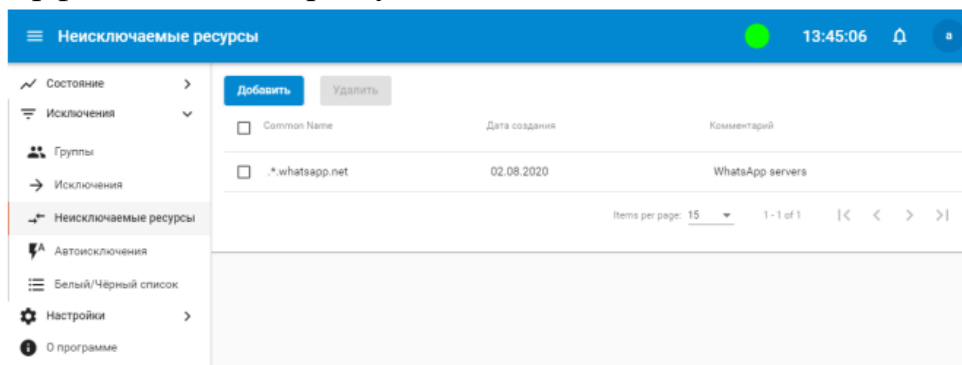 Неисключаемые ресурсы 13:45:06 a
Состояние
Исключения
Группы
Исключения
Неисключаемые ресурсы
Автоисключения
Белый/Чёрный список
Настройки
О программе
Добавить Удалить
Common Name Дата создания Комментарий
.*.whatsapp.net 02.08.2020 WhatsApp servers
Items per page: 15 1 - 1 of 1